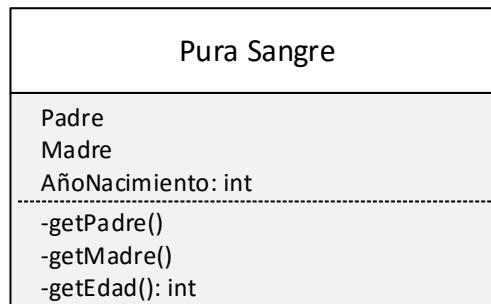 Pura Sangre
Padre
Madre
AñoNacimiento: int
-getPadre()
-getMadre()
-getEdad(): int